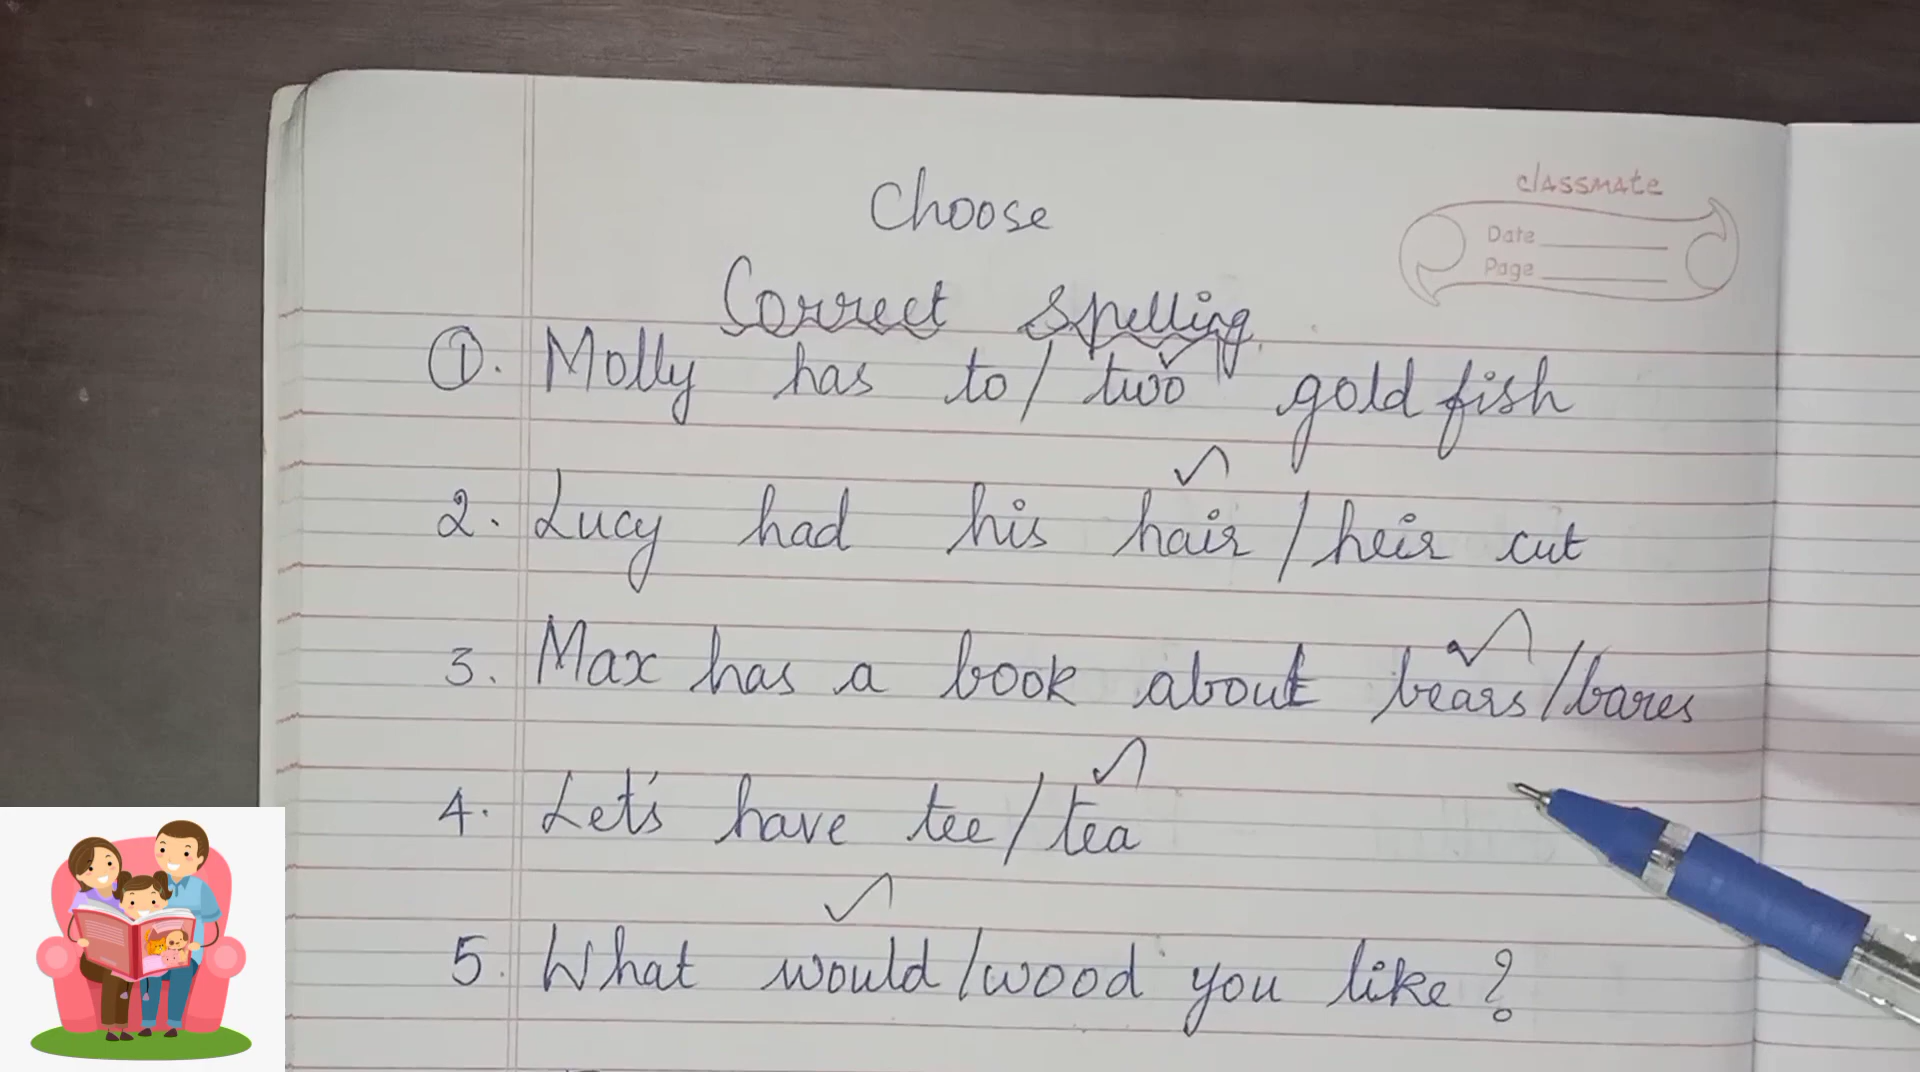 Choose
classmate
Date
Page
Correct Spelling
①. Molly has to/two gold fish
2. Lucy had his hair/heir cut
3. Max has a book about bears/bares
4. Let's have tee/tea
5. What would/wood you like?